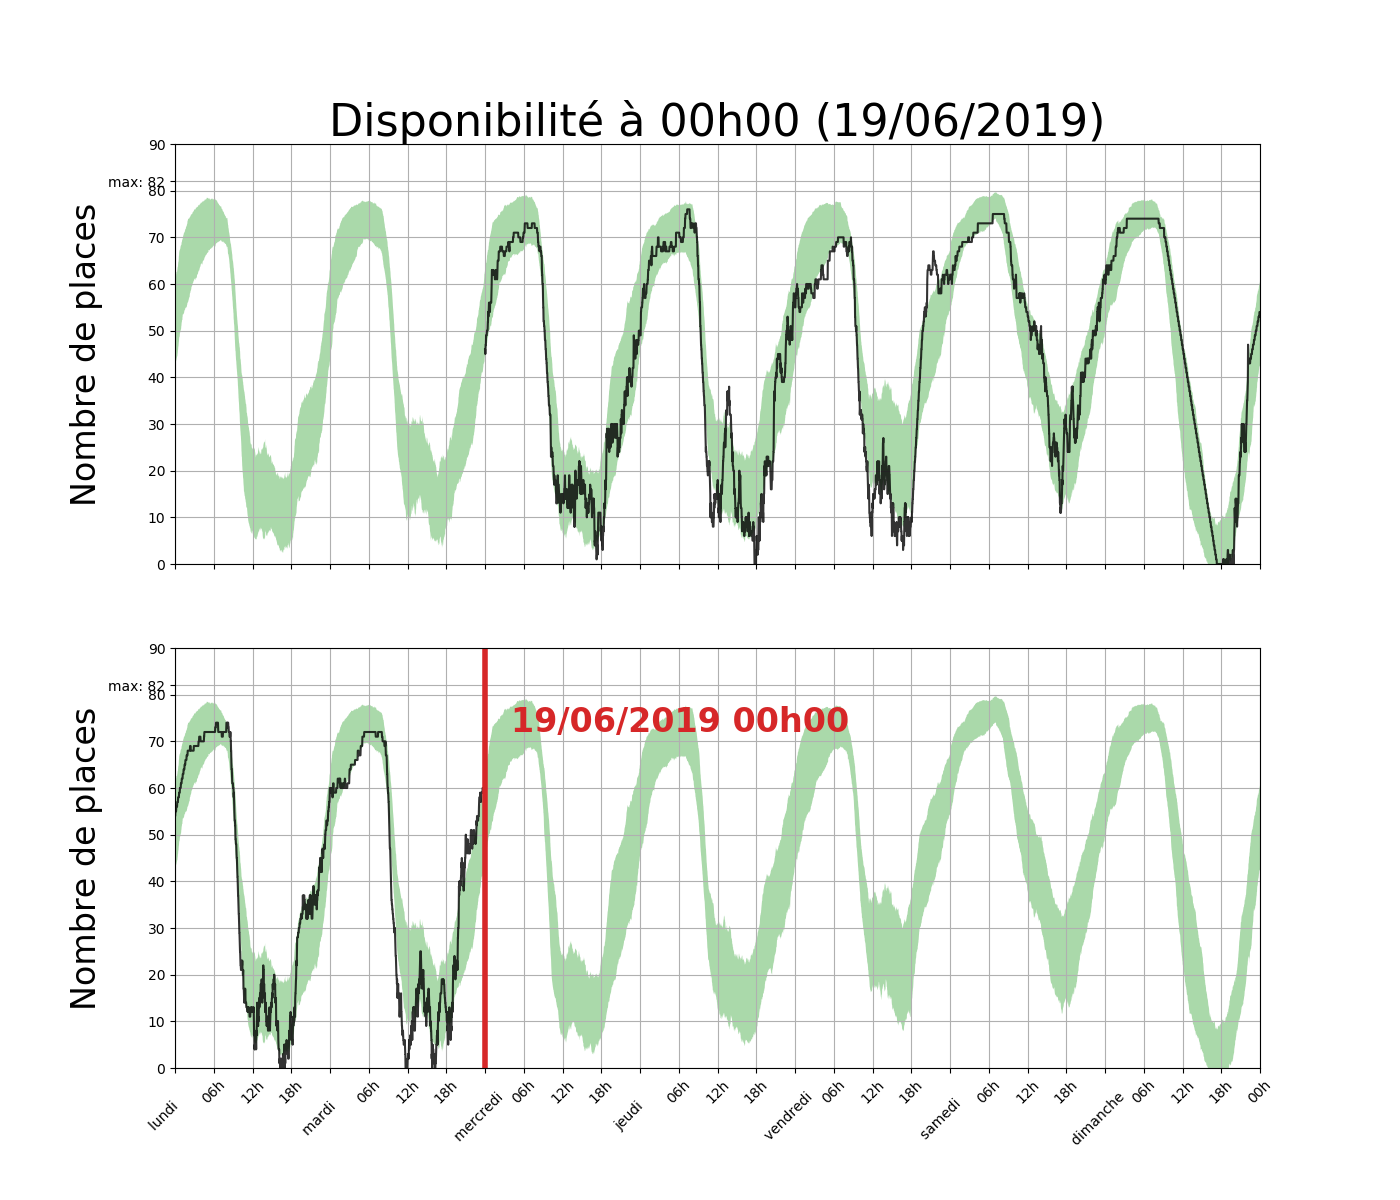 Disponibilité à 00h00 (19/06/2019)
Nombre de places
90
max: 82
80
70
60
50
40
30
20
10
0
Nombre de places
90
max: 82
80
70
60
50
40
30
20
10
0
19/06/2019 00h00
lundi 06h 12h 18h mardi 06h 12h 18h mercredi 06h 12h 18h jeudi 06h 12h 18h vendredi 06h 12h 18h samedi 06h 12h 18h dimanche 06h 12h 18h 00h